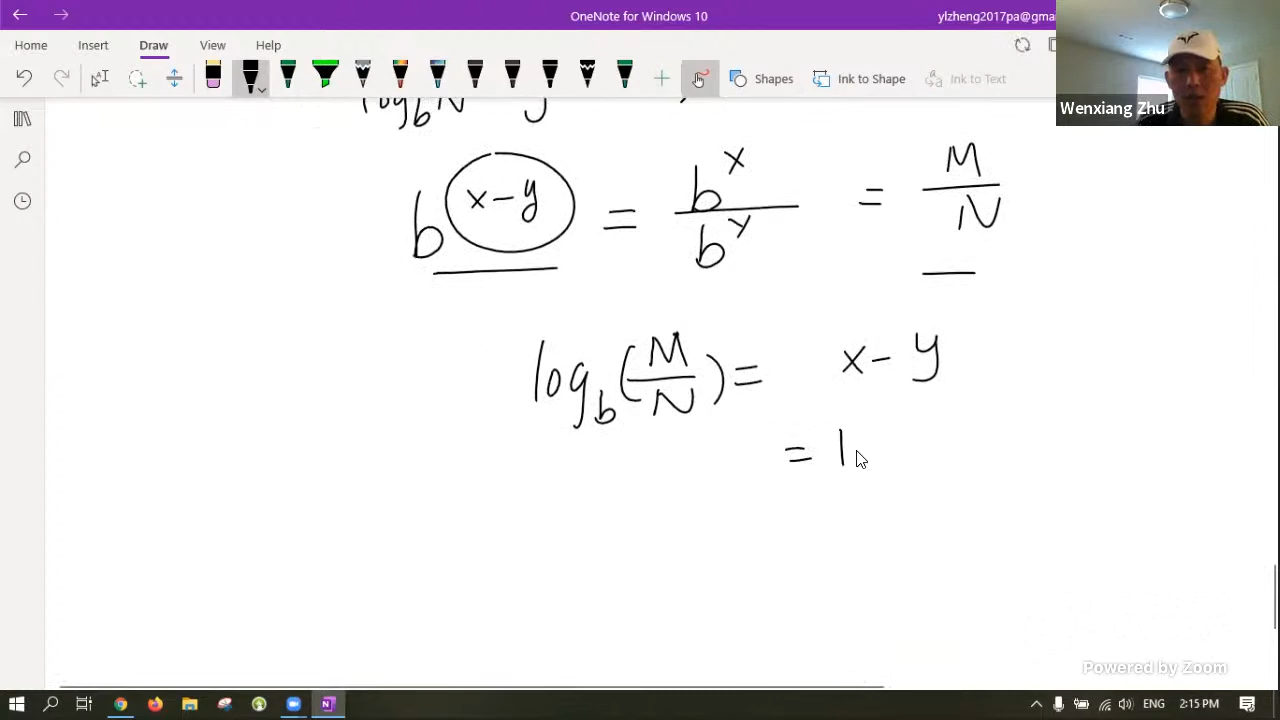 OneNote for Windows 10
ylzheng2017pa@gma
Home Insert Draw View Help
Shapes Ink to Shape Ink to Text
Wenxiang Zhu
log_b N y
b^(x-y) = b^x / b^y = M / N
log_b (M / N) = x - y
= l
Powered by Zoom
ENG 2:15 PM